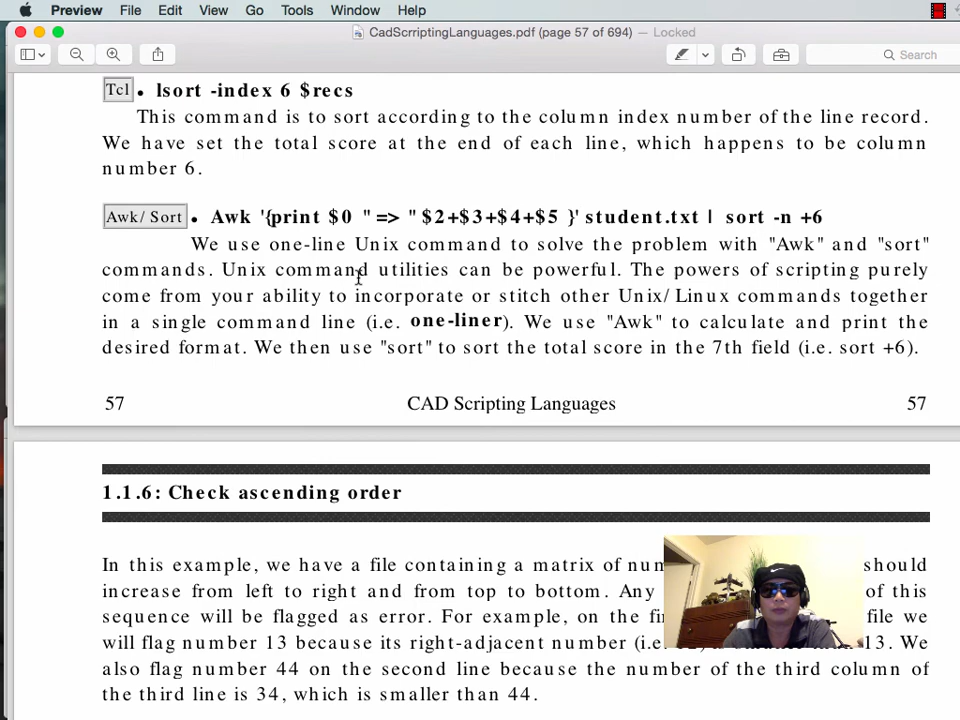 Preview File Edit View Go Tools Window Help
CadScriptingLanguages.pdf (page 57 of 694) — Locked
Search
Tcl • lsort -index 6 $recs
This command is to sort according to the column index number of the line record.
We have set the total score at the end of each line, which happens to be column
number 6.
Awk/ Sort • Awk '{print $0 " => " $2+$3+$4+$5 }' student.txt | sort -n +6
We use one-line Unix command to solve the problem with "Awk" and "sort"
commands. Unix command utilities can be powerful. The powers of scripting purely
come from your ability to incorporate or stitch other Unix/ Linux commands together
in a single command line (i.e. one-liner). We use "Awk" to calculate and print the
desired format. We then use "sort" to sort the total score in the 7th field (i.e. sort +6).
57 CAD Scripting Languages 57
1.1.6: Check ascending order
In this example, we have a file containing a matrix of should
increase from left to right and from top to bottom. Any of this
sequence will be flagged as error. For example, on the file we
will flag number 13 because its right-adjacent number 13. We
also flag number 44 on the second line because the number of the third column of
the third line is 34, which is smaller than 44.